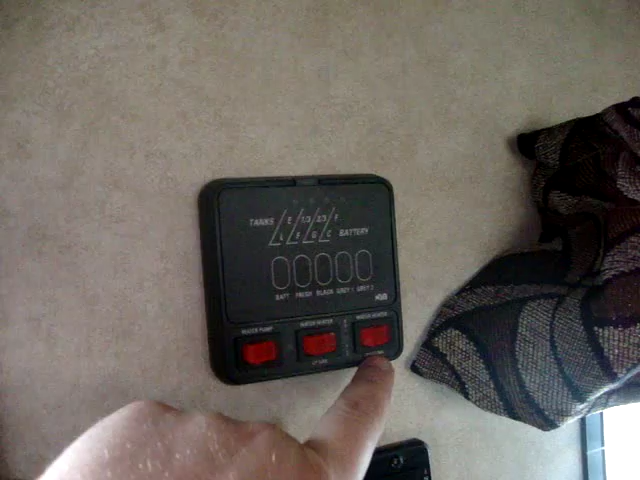 TANKS E 1/3 2/3 F
L F G C BATTERY
BATT FRESH BLACK GREY 1 GREY 2
WATER PUMP WATER HEATER WATER HEATER